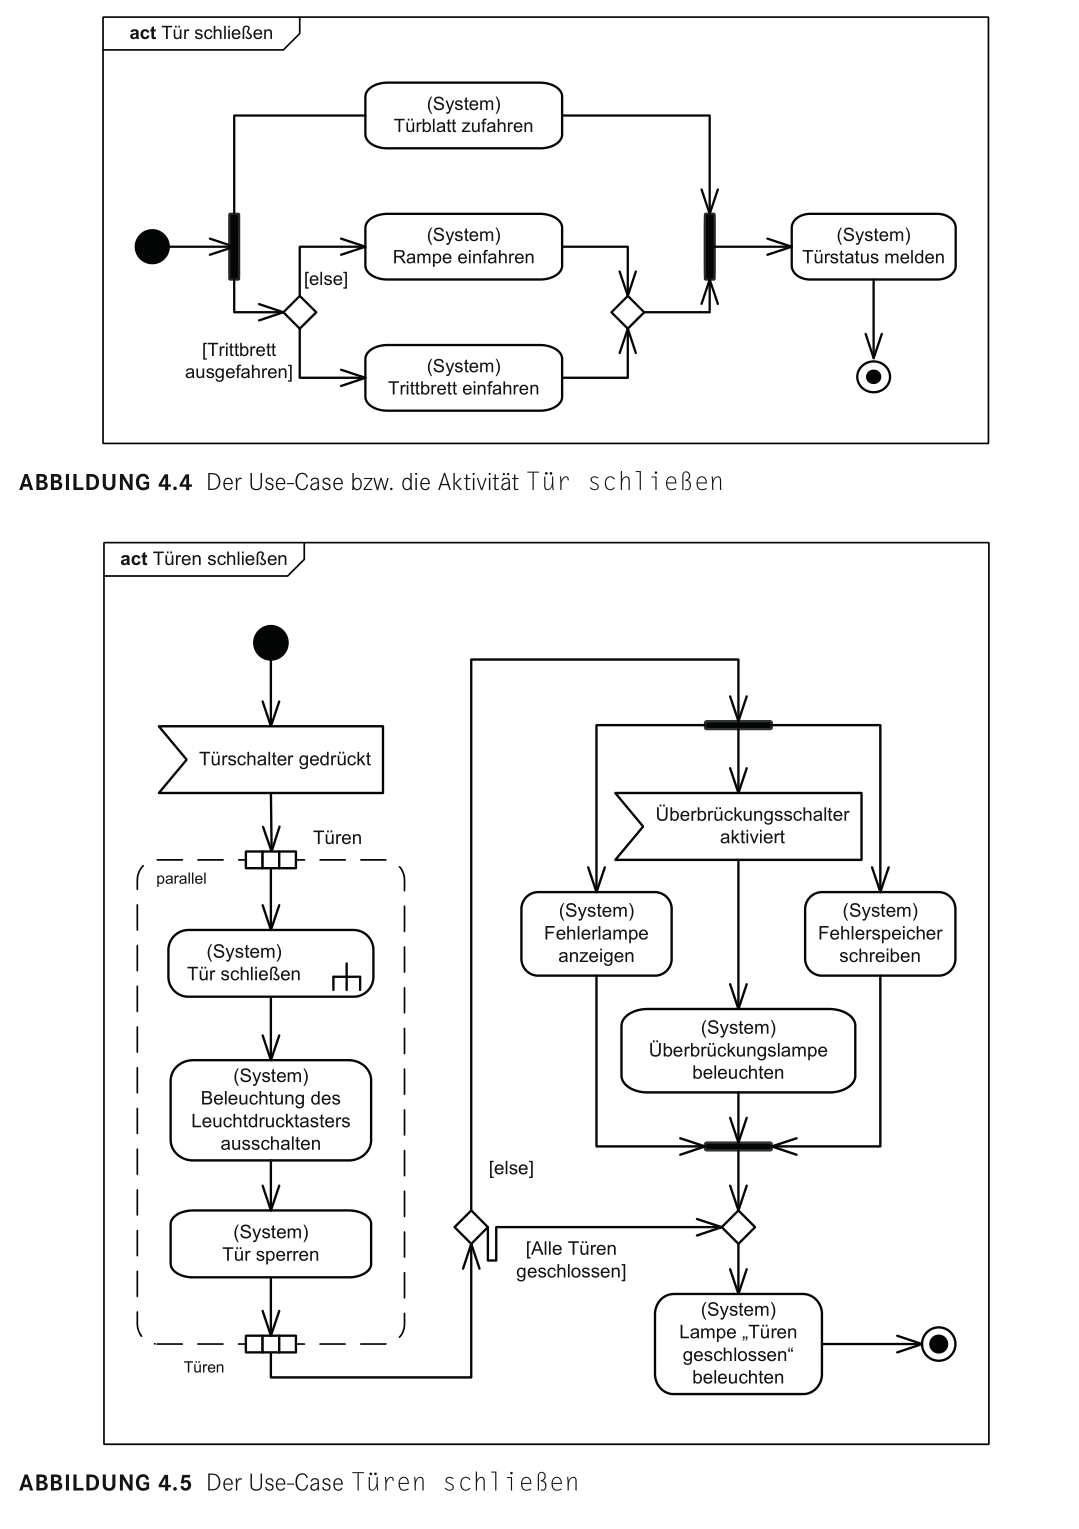 act Tür schließen
(System)
Türblatt zufahren
(System)
Rampe einfahren
(System)
Türstatus melden
[else]
[Trittbrett
ausgefahren]
(System)
Trittbrett einfahren
ABBILDUNG 4.4 Der Use-Case bzw. die Aktivität Tür schließen
act Türen schließen
Türschalter gedrückt
Türen
parallel
(System)
Tür schließen
(System)
Beleuchtung des
Leuchtdrucktasters
ausschalten
(System)
Tür sperren
Türen
Überbrückungsschalter
aktiviert
(System)
Fehlerlampe
anzeigen
(System)
Fehlerspeicher
schreiben
(System)
Überbrückungslampe
beleuchten
[else]
[Alle Türen
geschlossen]
(System)
Lampe „Türen
geschlossen“
beleuchten
ABBILDUNG 4.5 Der Use-Case Türen schließen